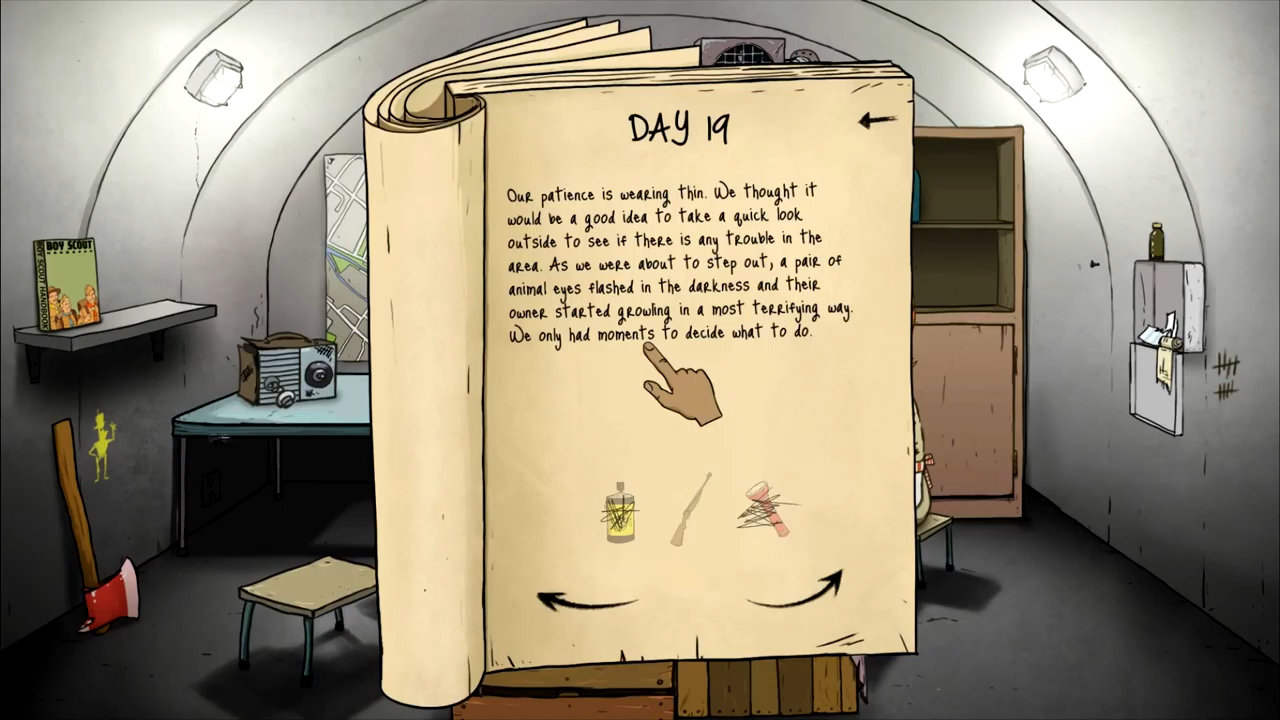 DAY 19
Our patience is wearing thin. We thought it
would be a good idea to take a quick look
outside to see if there is any trouble in the
area. As we were about to step out, a pair of
animal eyes flashed in the darkness and their
owner started growling in a most terrifying way.
We only had moments to decide what to do.
BOY SCOUT
BOY SCOUT HANDBOOK